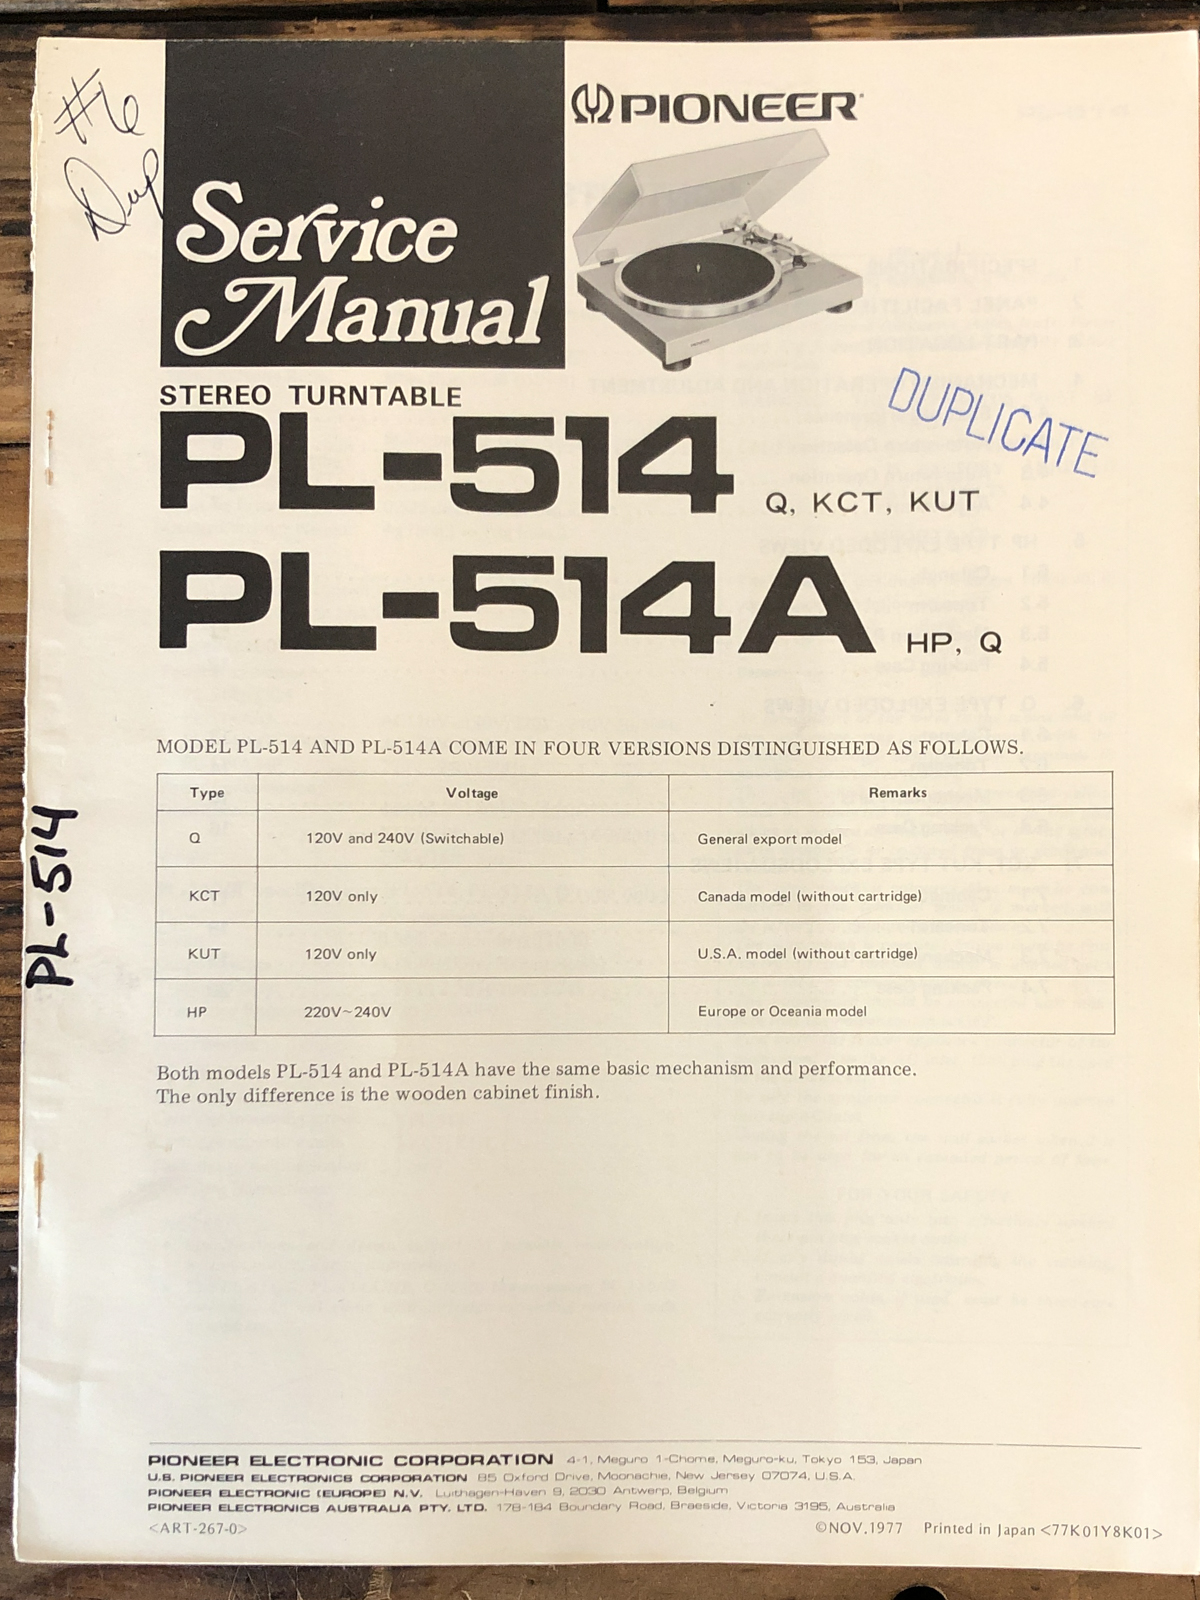 #6
Dup
Service
Manual
PIONEER
STEREO TURNTABLE
PL-514 Q, KCT, KUT
DUPLICATE
PL-514A HP, Q
PL-514
MODEL PL-514 AND PL-514A COME IN FOUR VERSIONS DISTINGUISHED AS FOLLOWS.
Type Voltage Remarks
Q 120V and 240V (Switchable) General export model
KCT 120V only Canada model (without cartridge)
KUT 120V only U.S.A. model (without cartridge)
HP 220V~240V Europe or Oceania model
Both models PL-514 and PL-514A have the same basic mechanism and performance.
The only difference is the wooden cabinet finish.
PIONEER ELECTRONIC CORPORATION 4-1, Meguro 1-Chome, Meguro-ku, Tokyo 153, Japan
U.S. PIONEER ELECTRONICS CORPORATION 85 Oxford Drive, Moonachie, New Jersey 07074, U.S.A.
PIONEER ELECTRONIC (EUROPE) N.V. Luithagen-Haven 9, 2030 Antwerp, Belgium
PIONEER ELECTRONICS AUSTRALIA PTY. LTD. 178-184 Boundary Road, Braeside, Victoria 3195, Australia
<ART-267-0> ©NOV.1977 Printed in Japan <77K01Y8K01>